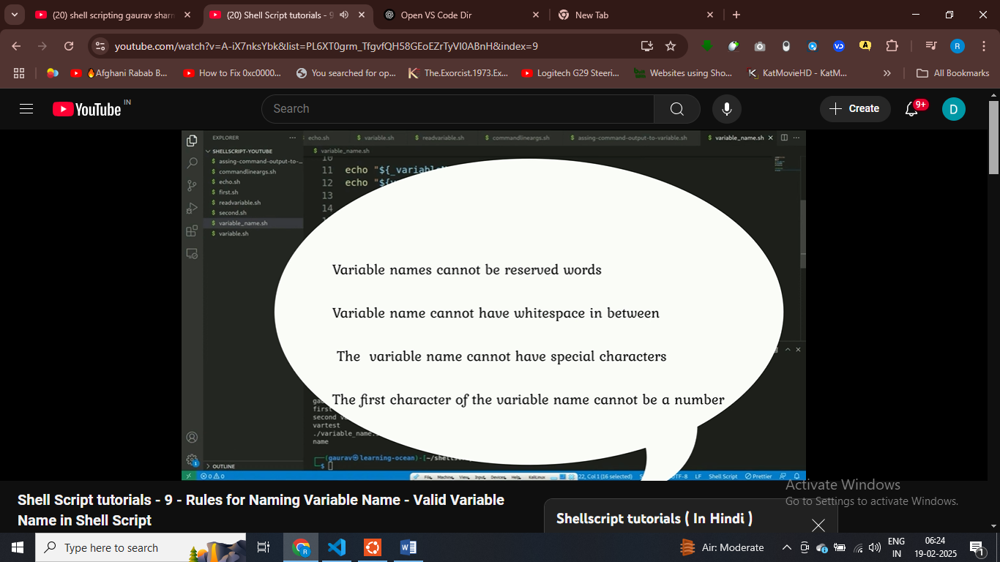 (20) shell scripting gaurav sharm
(20) Shell Script tutorials - 9
Open VS Code Dir
New Tab
youtube.com/watch?v=A-iX7nksYbk&list=PL6XT0grm_TfgvfQH58GEoEZrTyVI0ABnH&index=9
R
🔥Afghani Rabab B...
How to Fix 0xc0000...
You searched for op...
The.Exorcist.1973.Ex...
Logitech G29 Steeri...
Websites using Sho...
KatMovieHD - KatM...
All Bookmarks
YouTube IN
Search
Create
9+
D
EXPLORER
SHELLSCRIPT-YOUTUBE
assing-command-output-to-...
commandlineargs.sh
echo.sh
first.sh
readvariable.sh
second.sh
variable_name.sh
variable.sh
OUTLINE
echo.sh
variable.sh
readvariable.sh
commandlineargs.sh
assing-command-output-to-variable.sh
variable_name.sh
variable_name.sh
10
11 echo "${_variable
12 echo "${v
13
14
Variable names cannot be reserved words
Variable name cannot have whitespace in between
The variable name cannot have special characters
The first character of the variable name cannot be a number
gau
first
second v
vartest
./variable_name.
name
(gaurav@learning-ocean)-[~/shells
$
0 0
File Machine View Input Devices Help KaliLinux
22, Col 1 (16 selected)
UTF-8
LF
Shell Script
Prettier
Shell Script tutorials - 9 - Rules for Naming Variable Name - Valid Variable
Name in Shell Script
Shellscript tutorials ( In Hindi )
Activate Windows
Go to Settings to activate Windows.
Type here to search
Air: Moderate
ENG
IN
06:24
19-02-2025
1